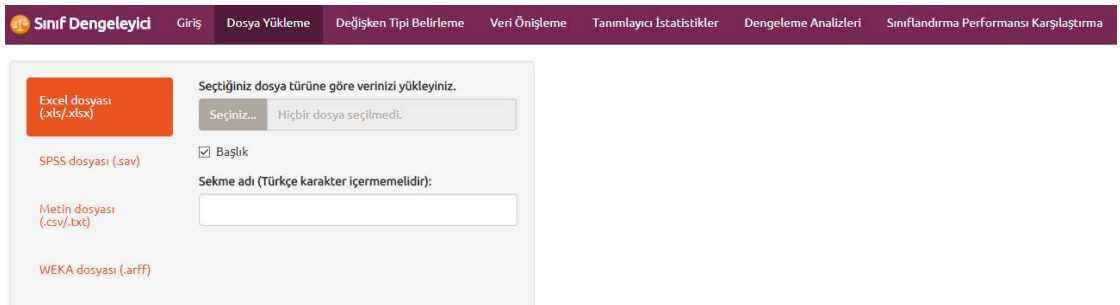 Sınıf Dengeleyici Giriş Dosya Yükleme Değişken Tipi Belirleme Veri Önişleme Tanımlayıcı İstatistikler Dengeleme Analizleri Sınıflandırma Performansı Karşılaştırma
Excel dosyası
(.xls/.xlsx)
SPSS dosyası (.sav)
Metin dosyası
(.csv/.txt)
WEKA dosyası (.arff)
Seçtiğiniz dosya türüne göre verinizi yükleyiniz.
Seçiniz... Hiçbir dosya seçilmedi.
Başlık
Sekme adı (Türkçe karakter içermemelidir):